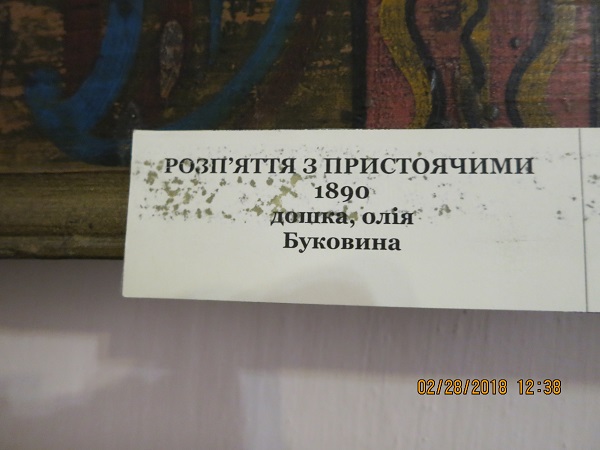 РОЗП’ЯТТЯ З ПРИСТОЯЧИМИ
1890
дошка, олія
Буковина
02/28/2018 12:38